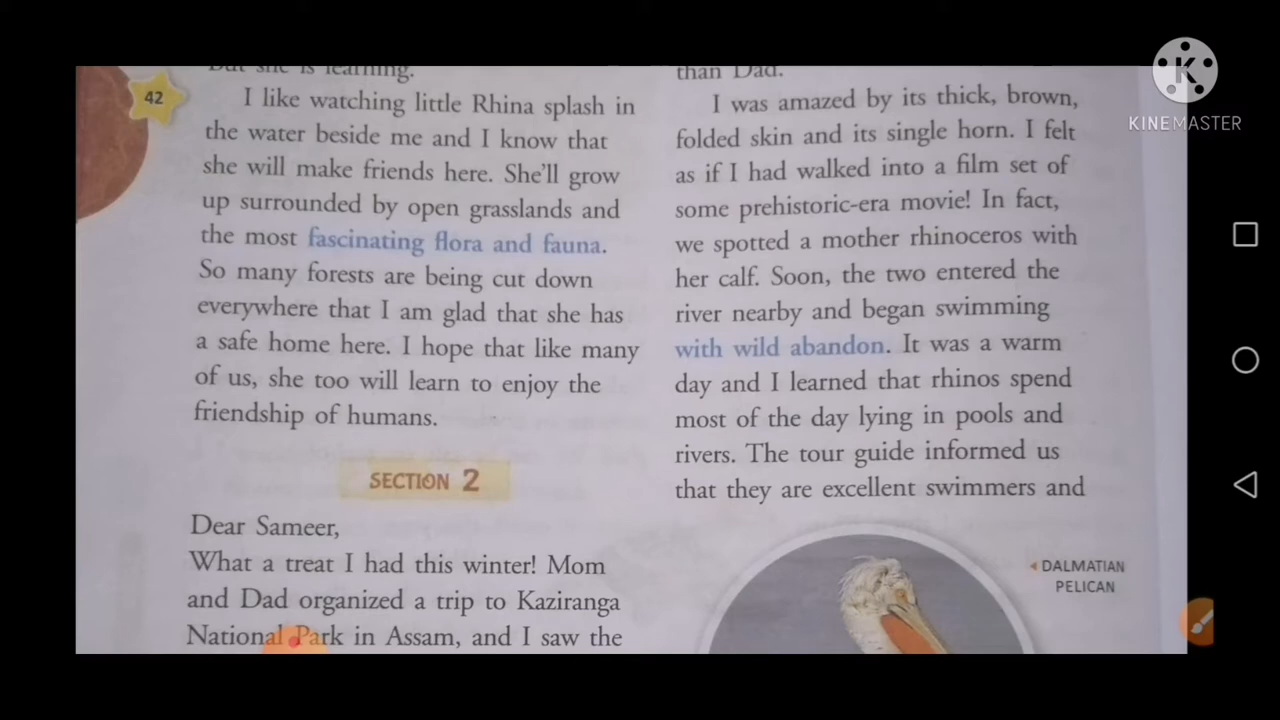 42
But she is learning.
I like watching little Rhina splash in
the water beside me and I know that
she will make friends here. She'll grow
up surrounded by open grasslands and
the most fascinating flora and fauna.
So many forests are being cut down
everywhere that I am glad that she has
a safe home here. I hope that like many
of us, she too will learn to enjoy the
friendship of humans.
SECTION 2
Dear Sameer,
What a treat I had this winter! Mom
and Dad organized a trip to Kaziranga
National Park in Assam, and I saw the
than Dad.
I was amazed by its thick, brown,
folded skin and its single horn. I felt
as if I had walked into a film set of
some prehistoric-era movie! In fact,
we spotted a mother rhinoceros with
her calf. Soon, the two entered the
river nearby and began swimming
with wild abandon. It was a warm
day and I learned that rhinos spend
most of the day lying in pools and
rivers. The tour guide informed us
that they are excellent swimmers and
DALMATIAN
PELICAN
K
KINEMASTER